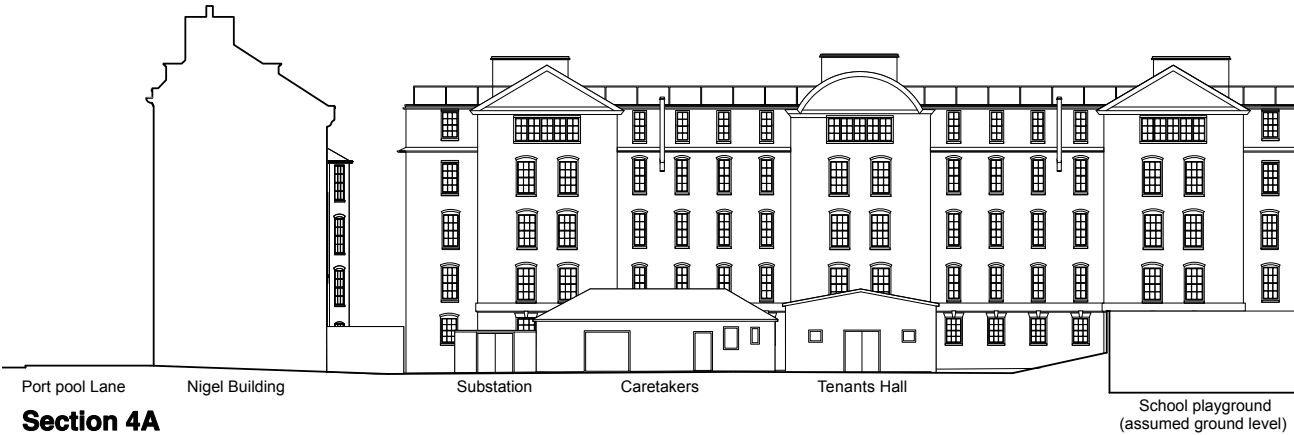 Port pool Lane
Nigel Building
Substation
Caretakers
Tenants Hall
School playground
(assumed ground level)
Section 4A